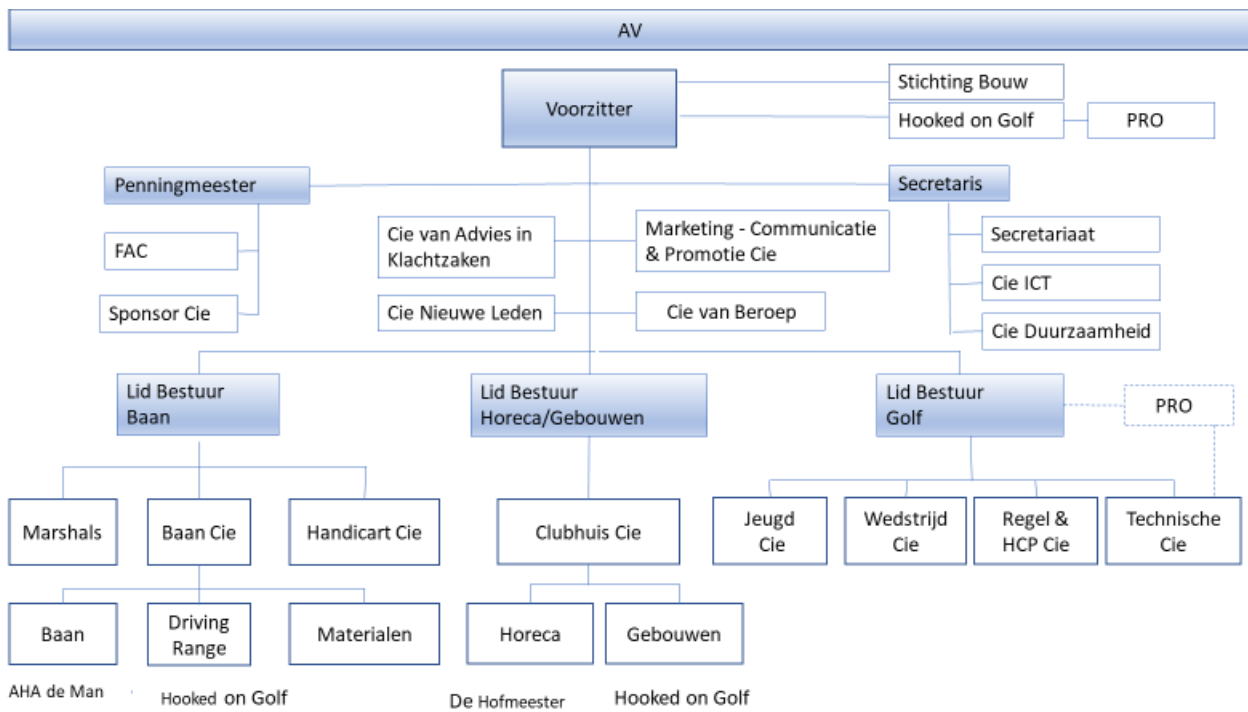 AV
Voorzitter
Stichting Bouw
Hooked on Golf
PRO
Penningmeester
Secretaris
FAC
Sponsor Cie
Cie van Advies in
Klachtzaken
Marketing - Communicatie
& Promotie Cie
Cie Nieuwe Leden
Cie van Beroep
Secretariaat
Cie ICT
Cie Duurzaamheid
Lid Bestuur
Baan
Lid Bestuur
Horeca/Gebouwen
Lid Bestuur
Golf
PRO
Marshals
Baan Cie
Handicart Cie
Clubhuis Cie
Jeugd
Cie
Wedstrijd
Cie
Regel &
HCP Cie
Technische
Cie
Baan
Driving
Range
Materialen
Horeca
Gebouwen
AHA de Man
Hooked on Golf
De Hofmeester
Hooked on Golf